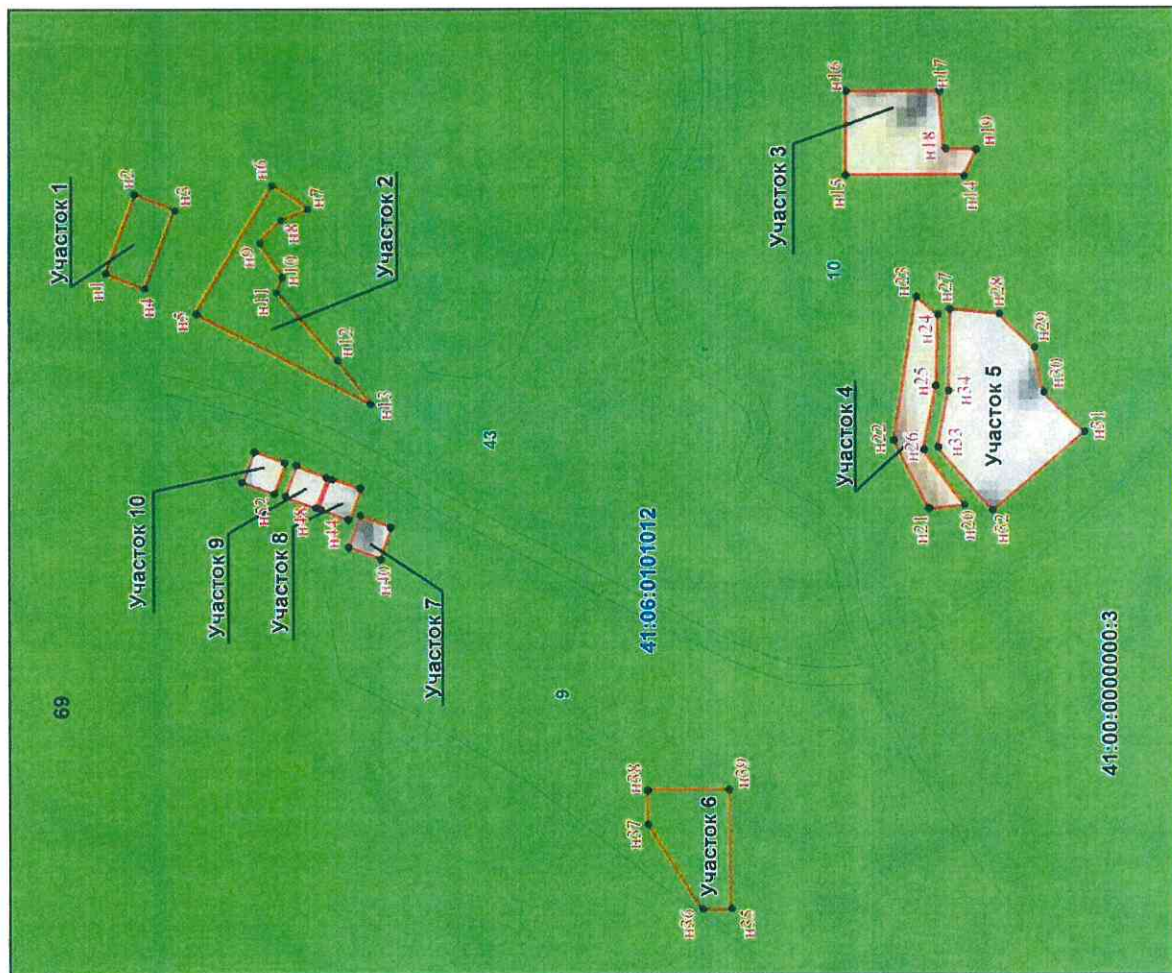 69
Участок 1
н1
н2
н3
н4
Участок 2
н5
н6
н7
н8
н9
н10
н11
н12
н13
Участок 10
н52
Участок 9
н48
Участок 8
н44
Участок 7
н40
43
9
41:06:0101012
Участок 3
н14
н15
н16
н17
н18
н19
10
Участок 4
н20
н21
н22
н23
н24
н25
н26
Участок 5
н27
н28
н29
н30
н31
н32
н33
н34
Участок 6
н35
н36
н37
н38
н39
41:00:0000000:3